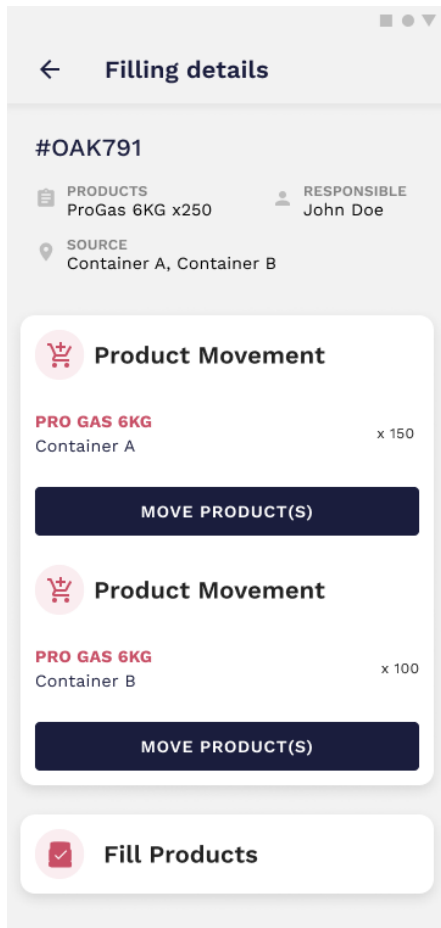 Filling details
#OAK791
PRODUCTS
ProGas 6KG x250
RESPONSIBLE
John Doe
SOURCE
Container A, Container B
Product Movement
PRO GAS 6KG
Container A
x 150
MOVE PRODUCT(S)
Product Movement
PRO GAS 6KG
Container B
x 100
MOVE PRODUCT(S)
Fill Products